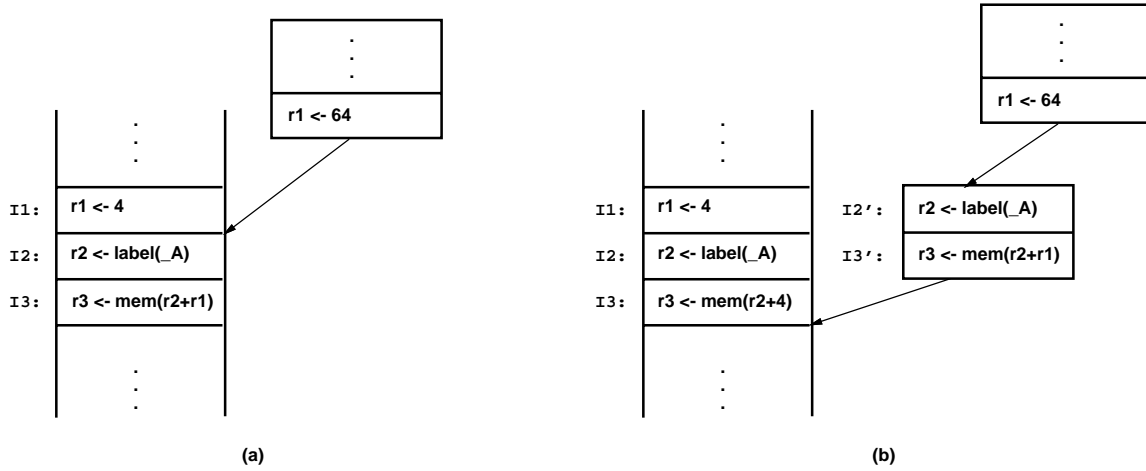 r1 <- 64
I1: r1 <- 4
I2: r2 <- label(_A)
I3: r3 <- mem(r2+r1)
(a)
r1 <- 64
I1: r1 <- 4
I2: r2 <- label(_A)
I3: r3 <- mem(r2+4)
I2': r2 <- label(_A)
I3': r3 <- mem(r2+r1)
(b)